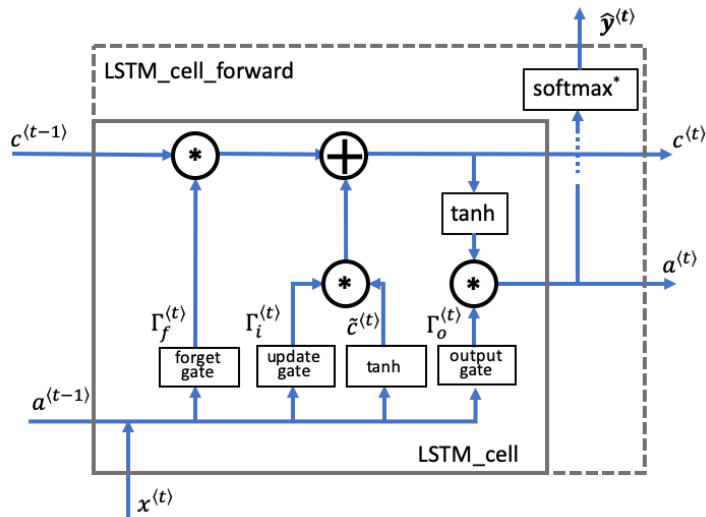 ŷ⟨t⟩
LSTM_cell_forward
softmax*
c⟨t−1⟩
*
+
c⟨t⟩
tanh
*
*
a⟨t⟩
Γf⟨t⟩
Γi⟨t⟩
c̃⟨t⟩
Γo⟨t⟩
forget
gate
update
gate
tanh
output
gate
a⟨t−1⟩
LSTM_cell
x⟨t⟩